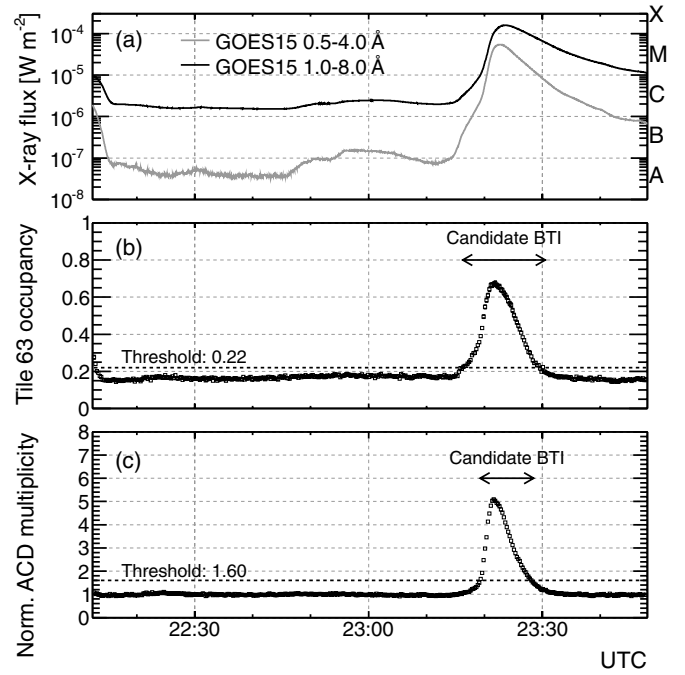 X-ray flux [W m⁻²]
10⁻⁴
10⁻⁵
10⁻⁶
10⁻⁷
10⁻⁸
(a)
GOES15 0.5-4.0 Å
GOES15 1.0-8.0 Å
X
M
C
B
A
Tile 63 occupancy
1
0.8
0.6
0.4
0.2
0
(b)
Candidate BTI
Threshold: 0.22
Norm. ACD multiplicity
8
7
6
5
4
3
2
1
0
(c)
Candidate BTI
Threshold: 1.60
22:30 23:00 23:30
UTC